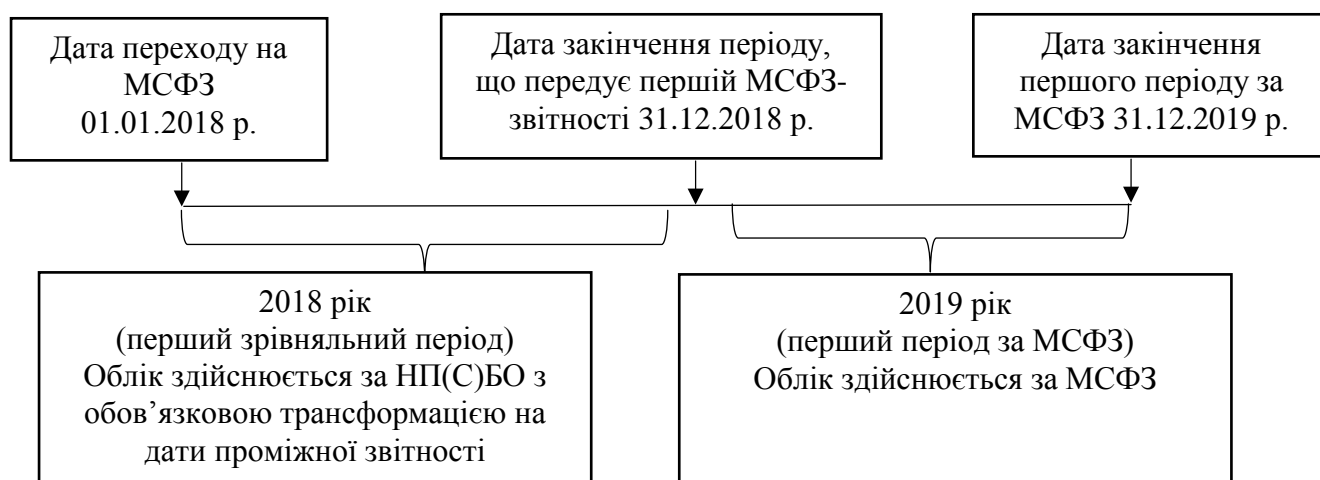 Дата переходу на
МСФЗ
01.01.2018 р.
Дата закінчення періоду,
що передує першій МСФЗ-
звітності 31.12.2018 р.
Дата закінчення
першого періоду за
МСФЗ 31.12.2019 р.
2018 рік
(перший зрівняльний період)
Облік здійснюється за НП(С)БО з
обов’язковою трансформацією на
дати проміжної звітності
2019 рік
(перший період за МСФЗ)
Облік здійснюється за МСФЗ